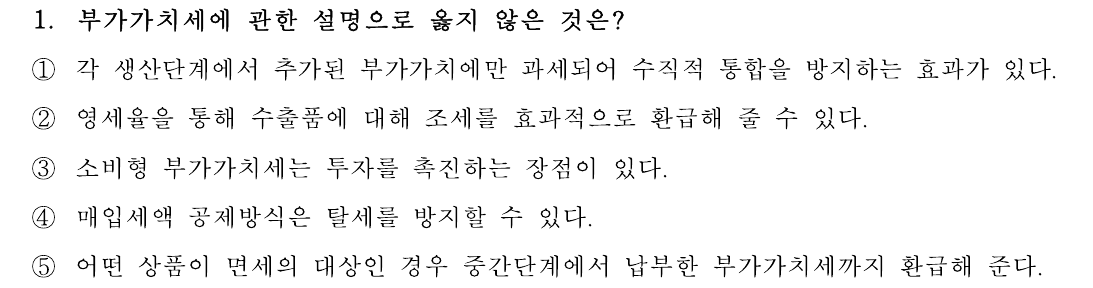 1. 부가가치세에 관한 설명으로 옳지 않은 것은?
① 각 생산단계에서 추가된 부가가치에만 과세되어 수직적 통합을 방지하는 효과가 있다.
② 영세율을 통해 수출품에 대해 조세를 효과적으로 환급해 줄 수 있다.
③ 소비형 부가가치세는 투자를 촉진하는 장점이 있다.
④ 매입세액 공제방식은 탈세를 방지할 수 있다.
⑤ 어떤 상품이 면세의 대상인 경우 중간단계에서 납부한 부가가치세까지 환급해 준다.